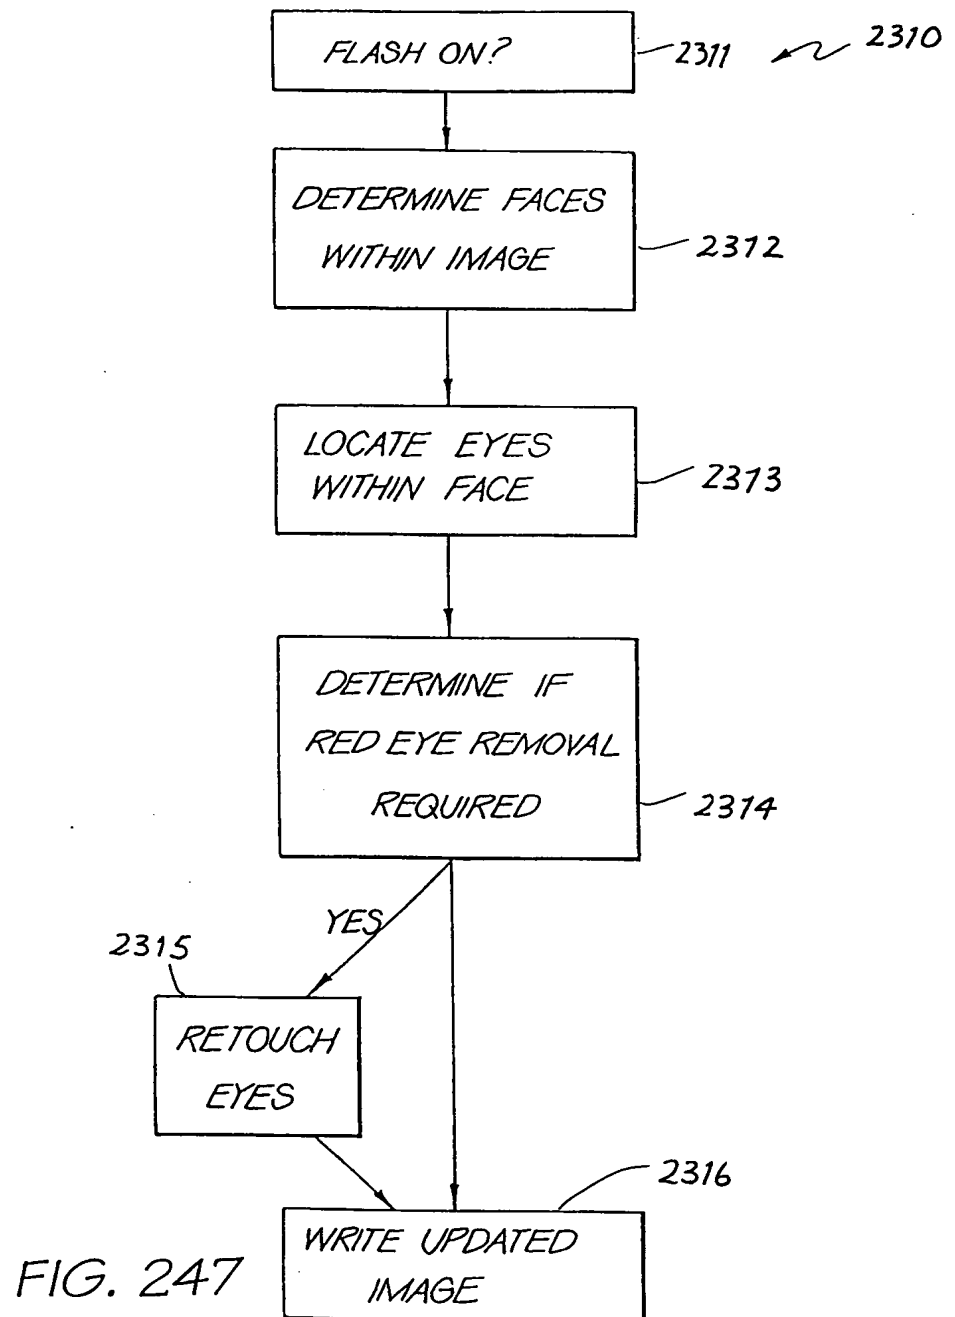 FLASH ON?
2311
2310
DETERMINE FACES
WITHIN IMAGE
2312
LOCATE EYES
WITHIN FACE
2313
DETERMINE IF
RED EYE REMOVAL
REQUIRED
2314
YES
2315
RETOUCH
EYES
2316
WRITE UPDATED
IMAGE
FIG. 247